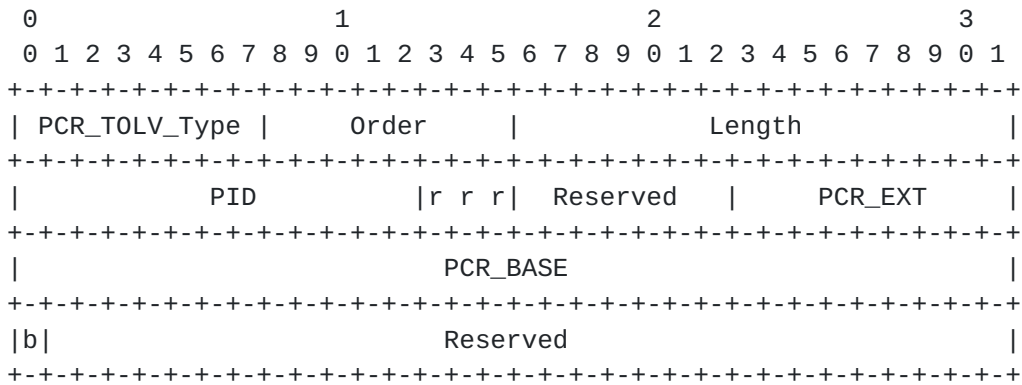 0                   1                   2                   3
 0 1 2 3 4 5 6 7 8 9 0 1 2 3 4 5 6 7 8 9 0 1 2 3 4 5 6 7 8 9 0 1
+-+-+-+-+-+-+-+-+-+-+-+-+-+-+-+-+-+-+-+-+-+-+-+-+-+-+-+-+-+-+-+-+
| PCR_TOLV_Type |     Order     |            Length             |
+-+-+-+-+-+-+-+-+-+-+-+-+-+-+-+-+-+-+-+-+-+-+-+-+-+-+-+-+-+-+-+-+
|            PID          |r r r|  Reserved   |     PCR_EXT     |
+-+-+-+-+-+-+-+-+-+-+-+-+-+-+-+-+-+-+-+-+-+-+-+-+-+-+-+-+-+-+-+-+
|                           PCR_BASE                            |
+-+-+-+-+-+-+-+-+-+-+-+-+-+-+-+-+-+-+-+-+-+-+-+-+-+-+-+-+-+-+-+-+
|b|                         Reserved                            |
+-+-+-+-+-+-+-+-+-+-+-+-+-+-+-+-+-+-+-+-+-+-+-+-+-+-+-+-+-+-+-+-+